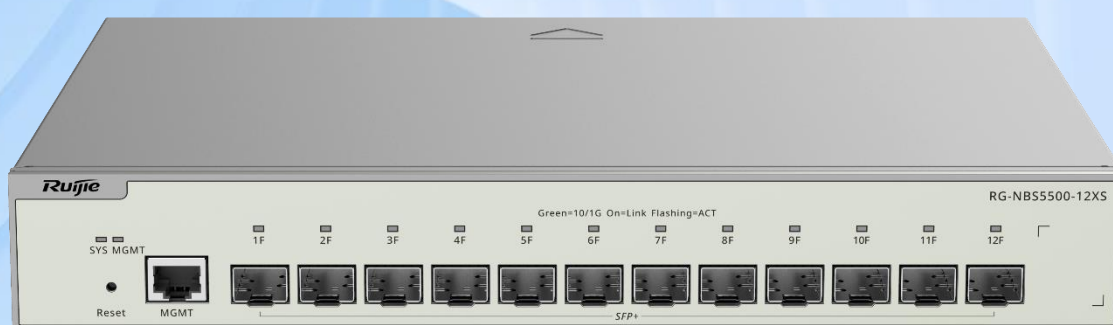 Ruijie
RG-NBS5500-12XS
Green=10/1G On=Link Flashing=ACT
SYS MGMT
1F 2F 3F 4F 5F 6F 7F 8F 9F 10F 11F 12F
Reset MGMT
SFP+